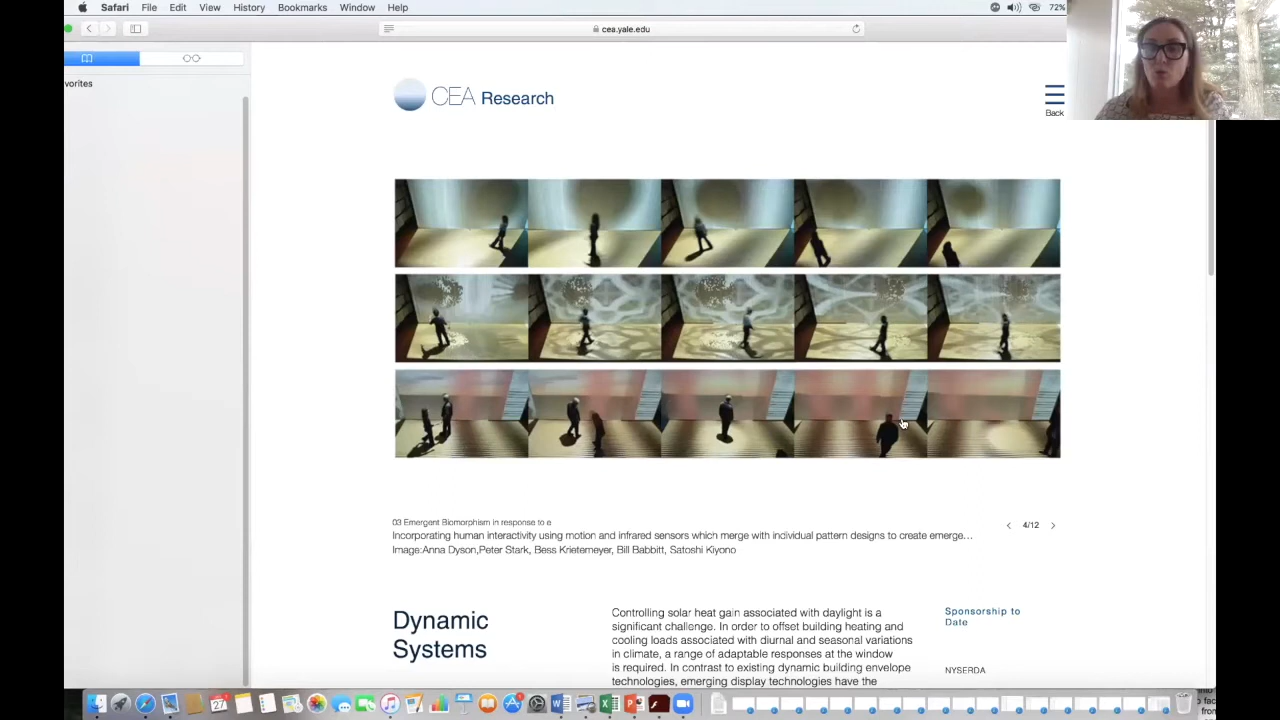 Safari File Edit View History Bookmarks Window Help
72%
cea.yale.edu
vorites
CEA Research
Back
03 Emergent Biomorphism in response to e
Incorporating human interactivity using motion and infrared sensors which merge with individual pattern designs to create emerge…
Image:Anna Dyson,Peter Stark, Bess Krietemeyer, Bill Babbitt, Satoshi Kiyono
4/12
Dynamic
Systems
Controlling solar heat gain associated with daylight is a
significant challenge. In order to offset building heating and
cooling loads associated with diurnal and seasonal variations
in climate, a range of adaptable responses at the window
is required. In contrast to existing dynamic building envelope
technologies, emerging display technologies have the
Sponsorship to
Date
NYSERDA